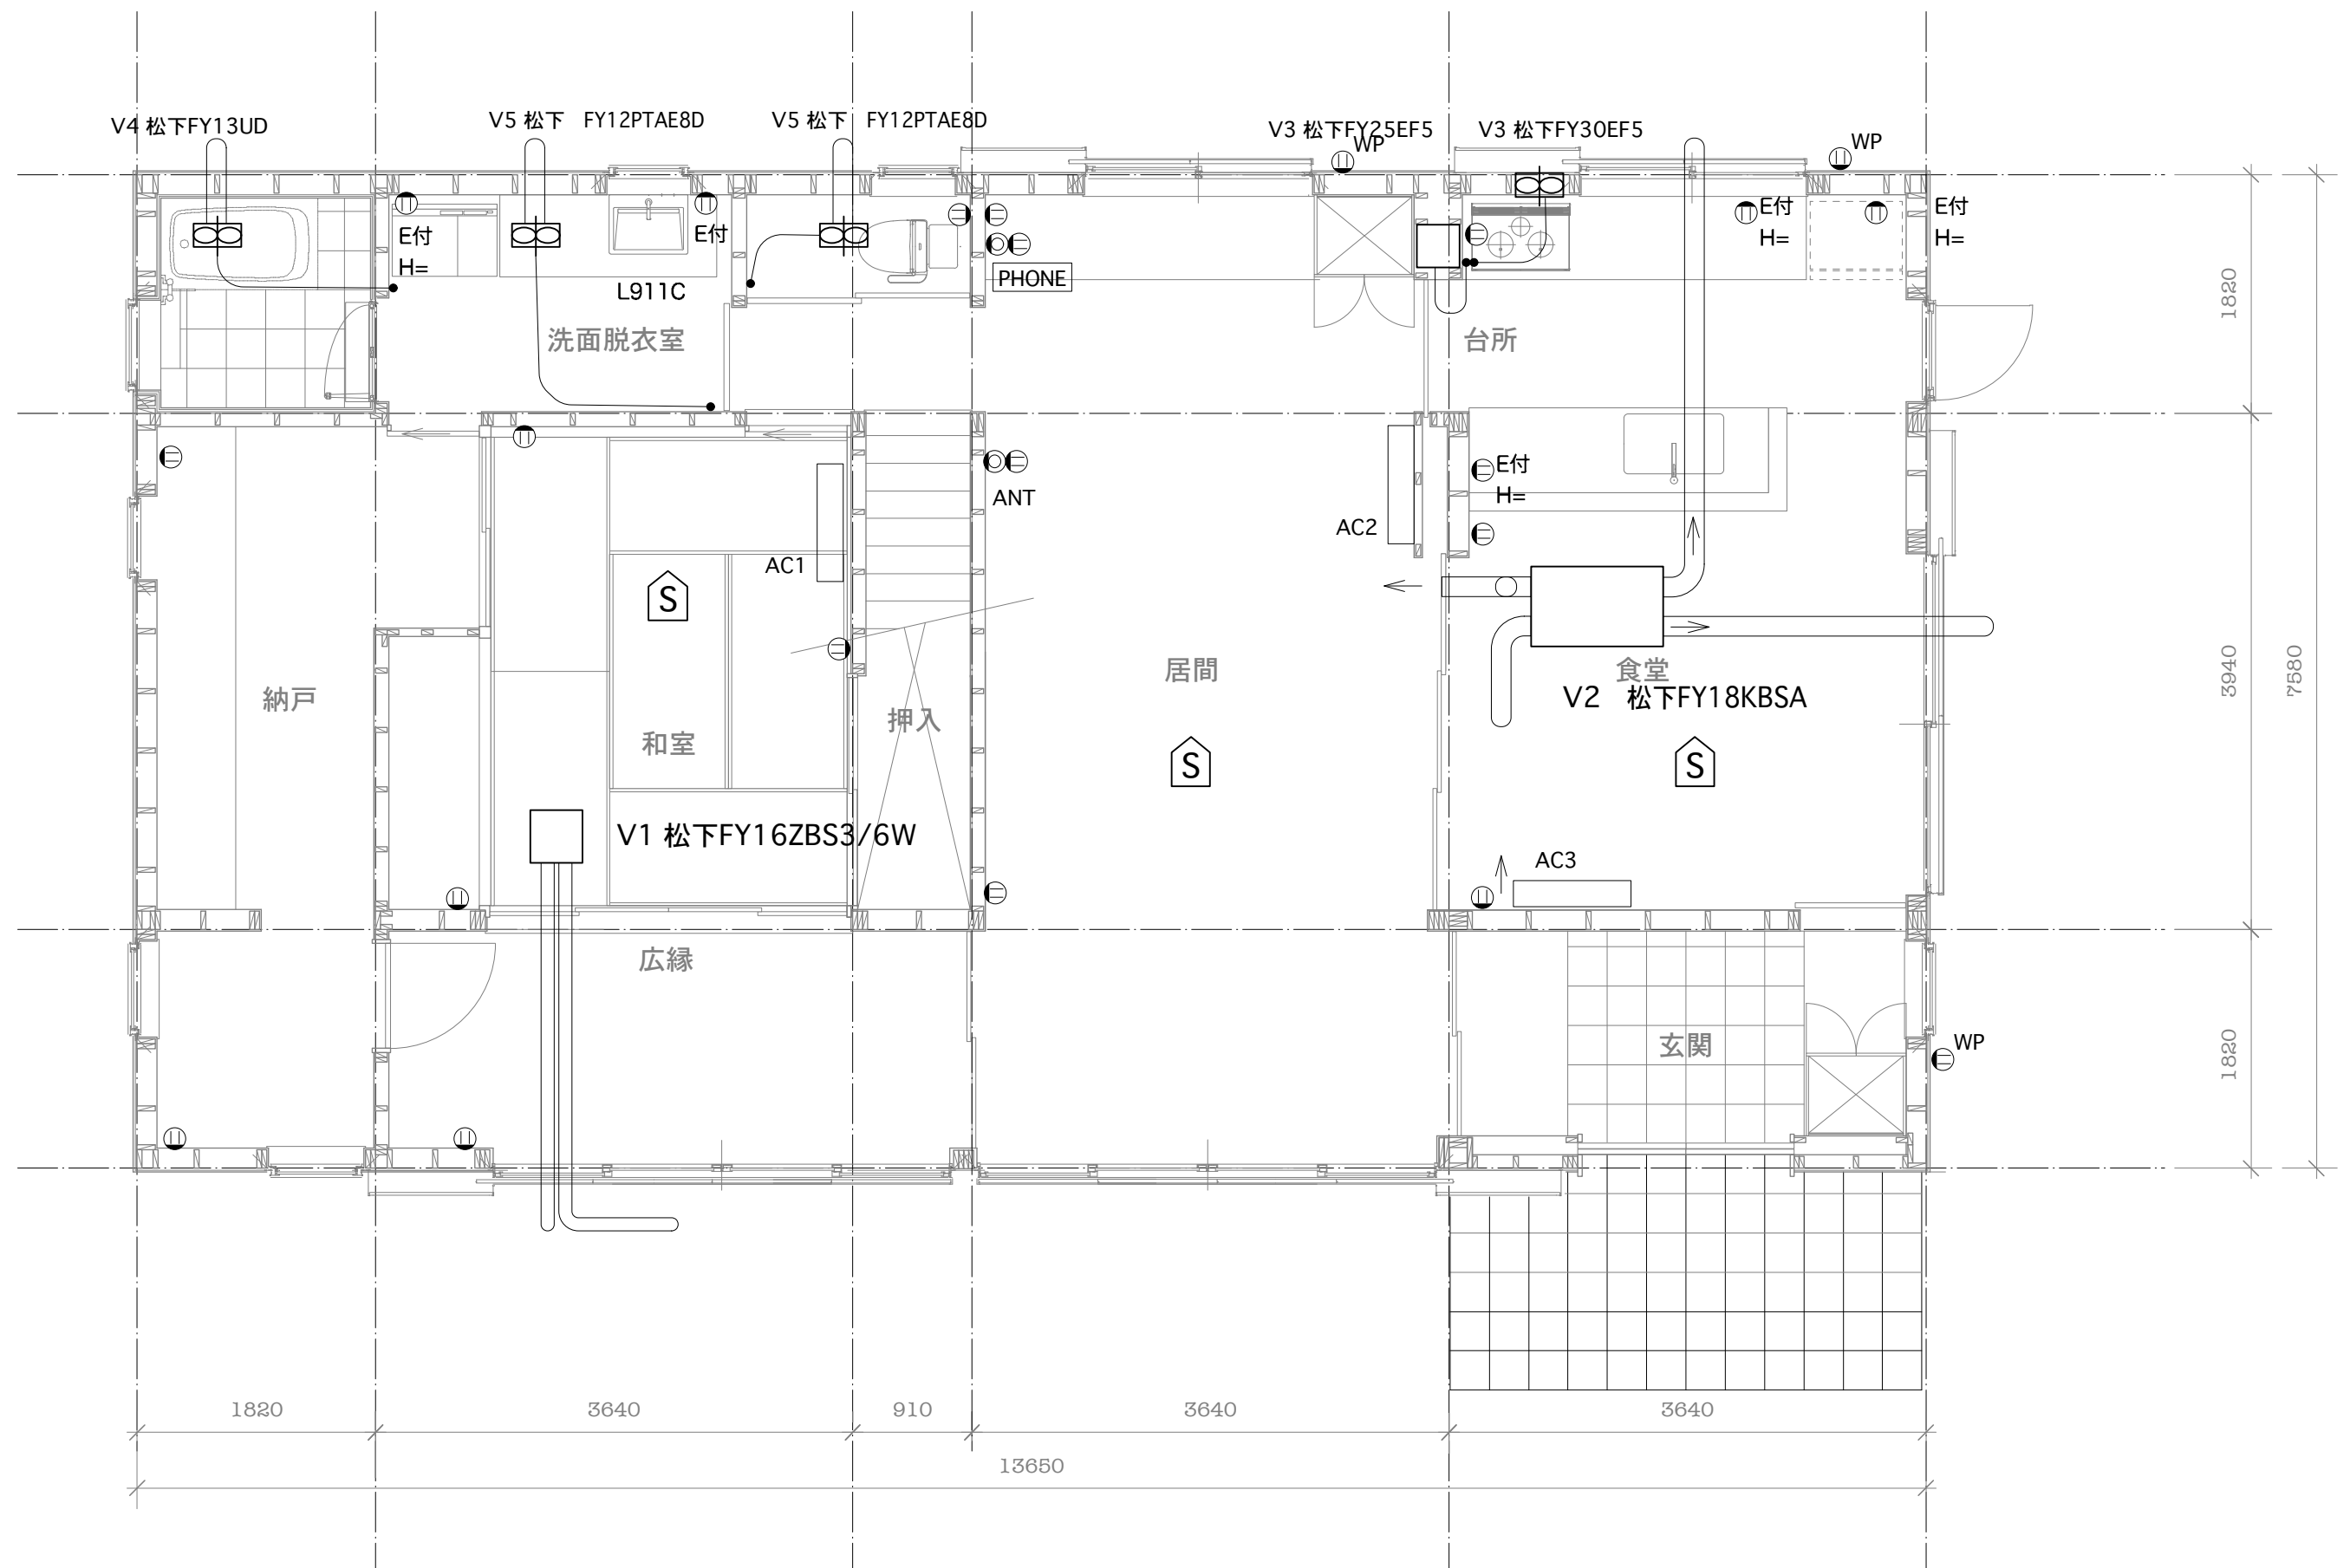 V4 松下FY13UD
V5 松下　FY12PTAE8D
V5 松下　FY12PTAE8D
V3 松下FY25EF5
WP
V3 松下FY30EF5
WP
E付
H=
E付
L911C
洗面脱衣室
PHONE
台所
E付
H=
E付
H=
1820
ANT
AC1
AC2
E付
H=
S
納戸
和室
押入
居間
食堂
V2　松下FY18KBSA
S
S
3940
7580
V1 松下FY16ZBS3/6W
AC3
広縁
玄関
WP
1820
1820
3640
910
3640
3640
13650